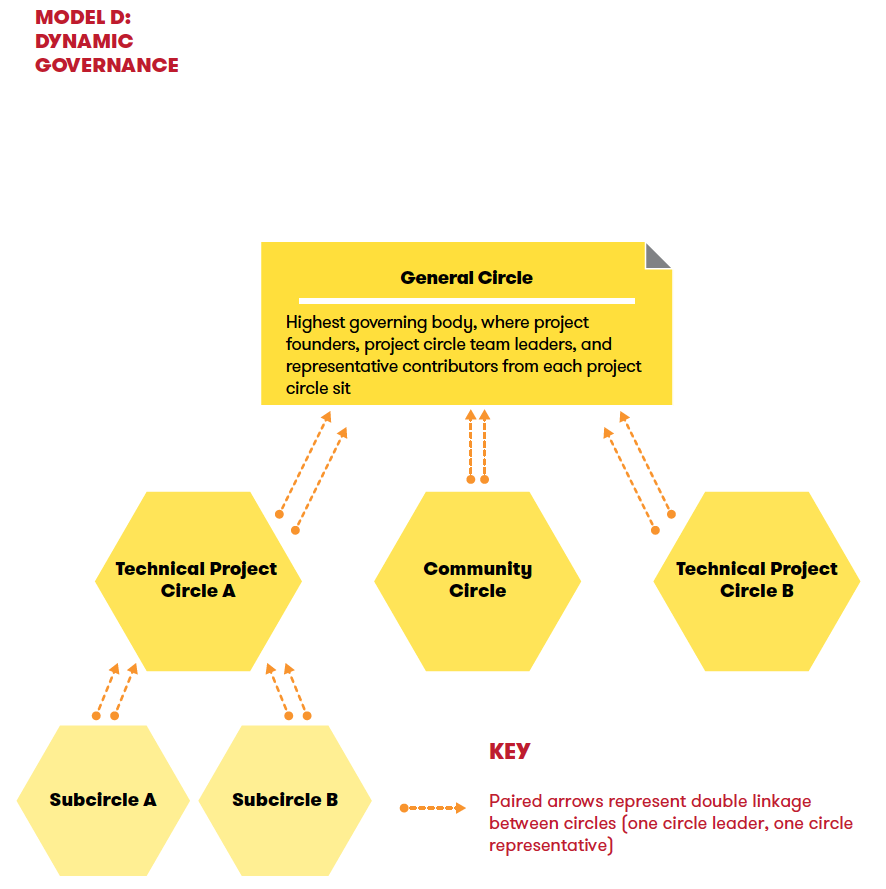 MODEL D:
DYNAMIC
GOVERNANCE
General Circle
Highest governing body, where project
founders, project circle team leaders, and
representative contributors from each project
circle sit
Technical Project
Circle A
Community
Circle
Technical Project
Circle B
Subcircle A
Subcircle B
KEY
Paired arrows represent double linkage
between circles (one circle leader, one circle
representative)